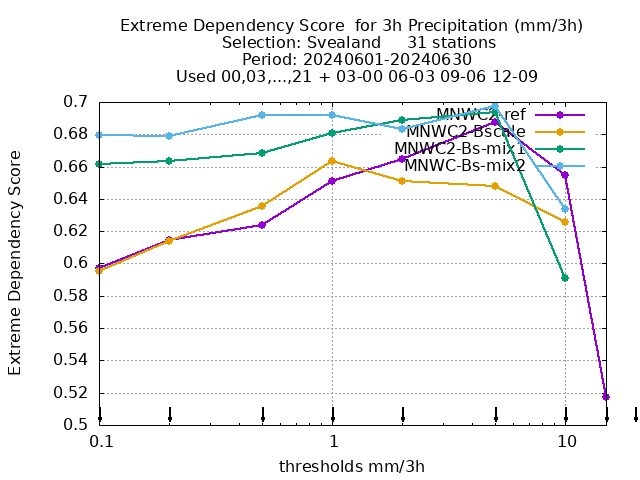 Extreme Dependency Score  for 3h Precipitation (mm/3h)
Selection: Svealand     31 stations
Period: 20240601-20240630
Used 00,03,...,21 + 03-00 06-03 09-06 12-09
0.7
0.68
0.66
0.64
0.62
0.6
0.58
0.56
0.54
0.52
0.5
Extreme Dependency Score
MNWC2-ref
MNWC2-Bscale
MNWC2-Bs-mix1
MNWC-Bs-mix2
0.1
1
10
thresholds mm/3h